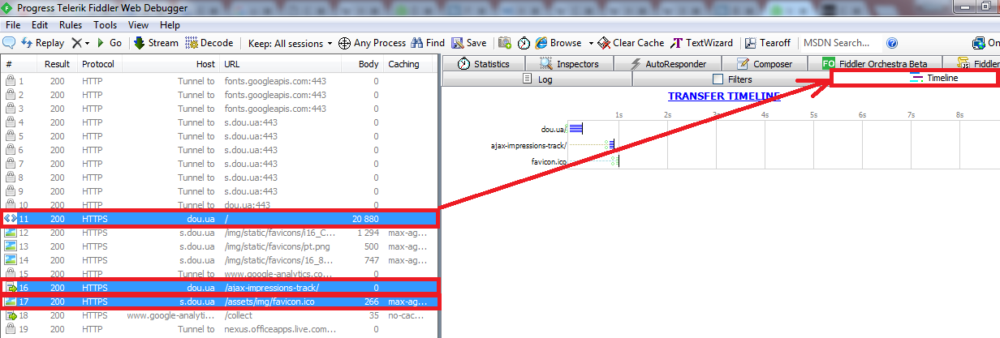 Progress Telerik Fiddler Web Debugger
File Edit Rules Tools View Help
Replay Go Stream Decode Keep: All sessions Any Process Find Save Browse Clear Cache TextWizard Tearoff MSDN Search... On
# Result Protocol Host URL Body Caching
1 200 HTTP Tunnel to fonts.googleapis.com:443 0
2 200 HTTP Tunnel to fonts.googleapis.com:443 0
3 200 HTTP Tunnel to fonts.googleapis.com:443 0
4 200 HTTP Tunnel to s.dou.ua:443 0
5 200 HTTP Tunnel to s.dou.ua:443 0
6 200 HTTP Tunnel to s.dou.ua:443 0
7 200 HTTP Tunnel to s.dou.ua:443 0
8 200 HTTP Tunnel to s.dou.ua:443 0
9 200 HTTP Tunnel to s.dou.ua:443 0
10 200 HTTP Tunnel to dou.ua:443 0
11 200 HTTPS dou.ua / 20 880
12 200 HTTPS s.dou.ua /img/static/favicons/i16_C... 1 294 max-ag...
13 200 HTTPS s.dou.ua /img/static/favicons/pt.png 500 max-ag...
14 200 HTTPS s.dou.ua /img/static/favicons/16_8... 747 max-ag...
15 200 HTTP Tunnel to www.google-analytics.co... 0
16 200 HTTPS dou.ua /ajax-impressions-track/ 0
17 200 HTTPS s.dou.ua /assets/img/favicon.ico 266 max-ag...
18 200 HTTPS www.google-analyti... /collect 35 no-cac...
19 200 HTTP Tunnel to nexus.officeapps.live.com... 0
Statistics Inspectors AutoResponder Composer FO Fiddler Orchestra Beta Fiddler
Log Filters Timeline
TRANSFER TIMELINE
1s 2s 3s 4s 5s 6s 7s 8s
dou.ua/
ajax-impressions-track/
favicon.ico